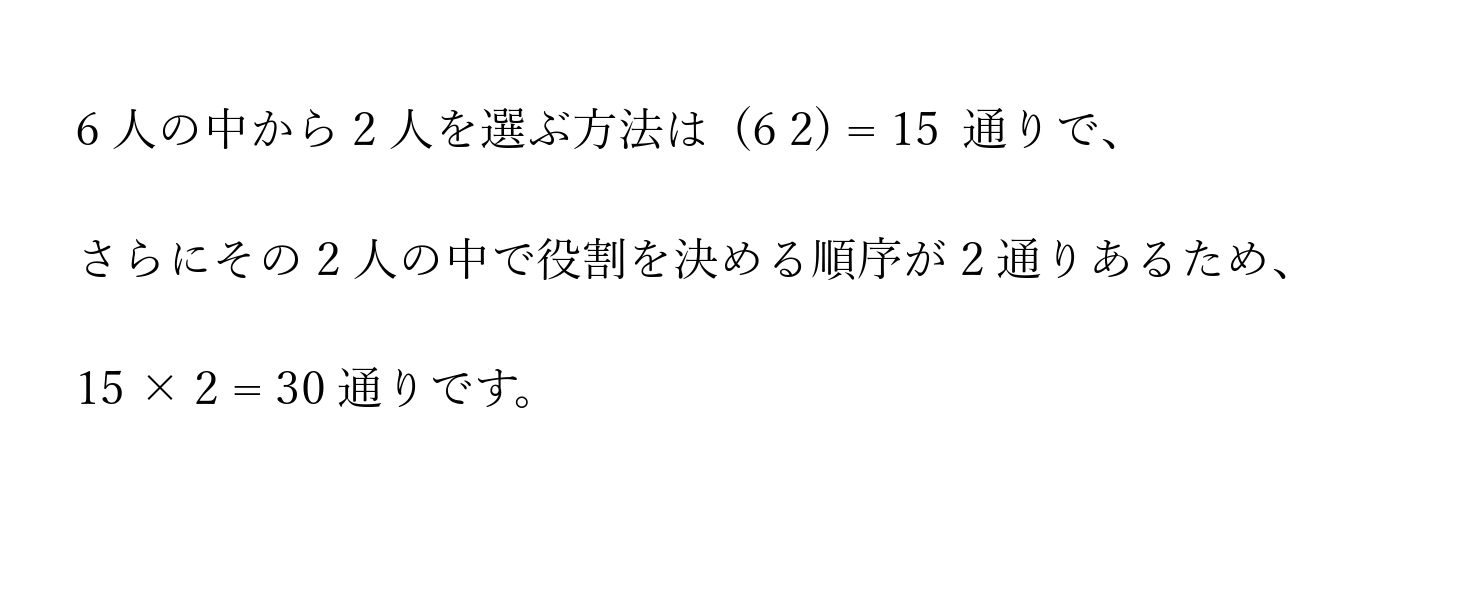 6 人の中から 2 人を選ぶ方法は (6 2) = 15 通りで、
さらにその 2 人の中で役割を決める順序が 2 通りあるため、
15 × 2 = 30 通りです。